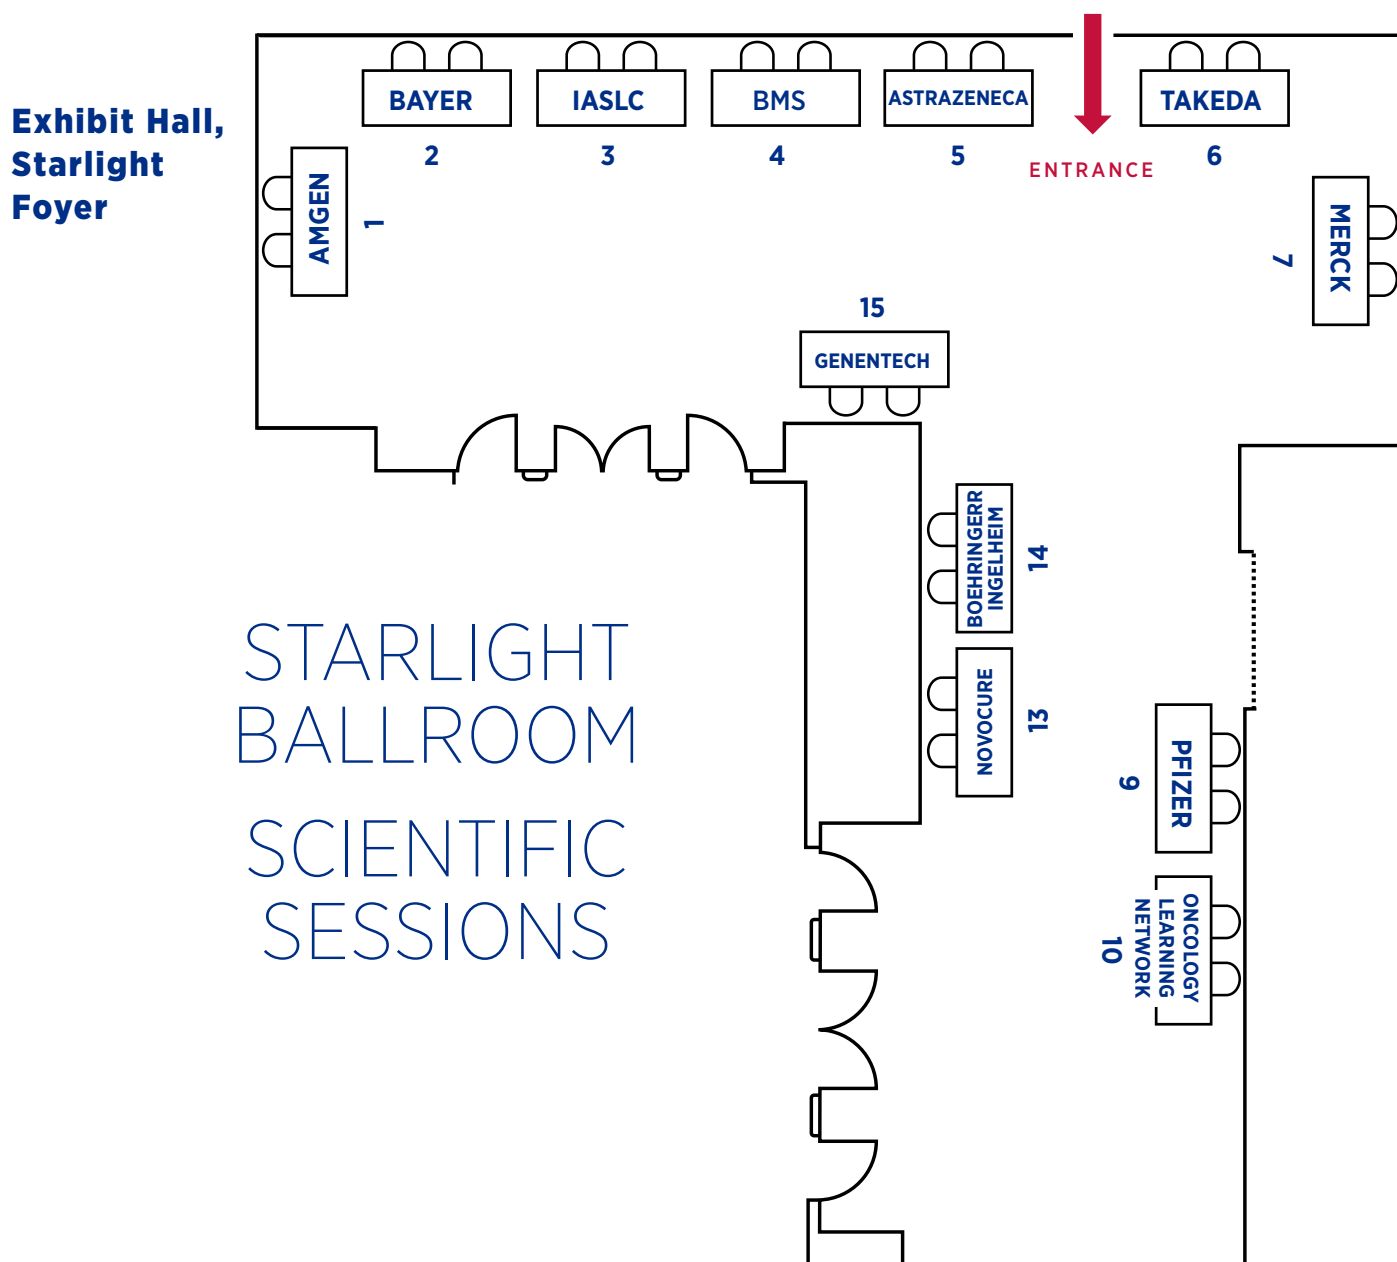 Exhibit Hall,
Starlight
Foyer
BAYER
2
IASLC
3
BMS
4
ASTRAZENECA
5
ENTRANCE
TAKEDA
6
AMGEN
1
MERCK
7
15
GENENTECH
BOEHRINGERR
INGELHEIM
14
NOVOCURE
13
STARLIGHT
BALLROOM
SCIENTIFIC
SESSIONS
PFIZER
9
ONCOLOGY
LEARNING
NETWORK
10